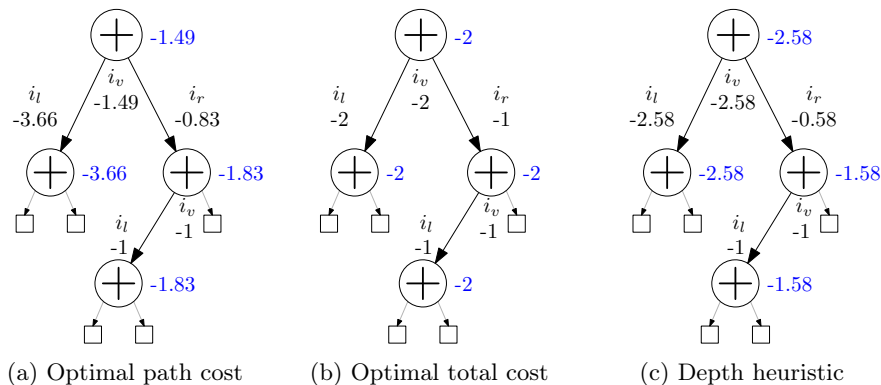 -1.49
-2
-2.58
i_v
i_v
i_v
i_l
-1.49
i_r
i_l
-2
i_r
i_l
-2.58
i_r
-3.66
-0.83
-2
-1
-2.58
-0.58
-3.66
-1.83
-2
-2
-2.58
-1.58
i_l
i_v
i_l
i_v
i_l
i_v
-1
-1
-1
-1
-1
-1
-1.83
-2
-1.58
(a) Optimal path cost
(b) Optimal total cost
(c) Depth heuristic